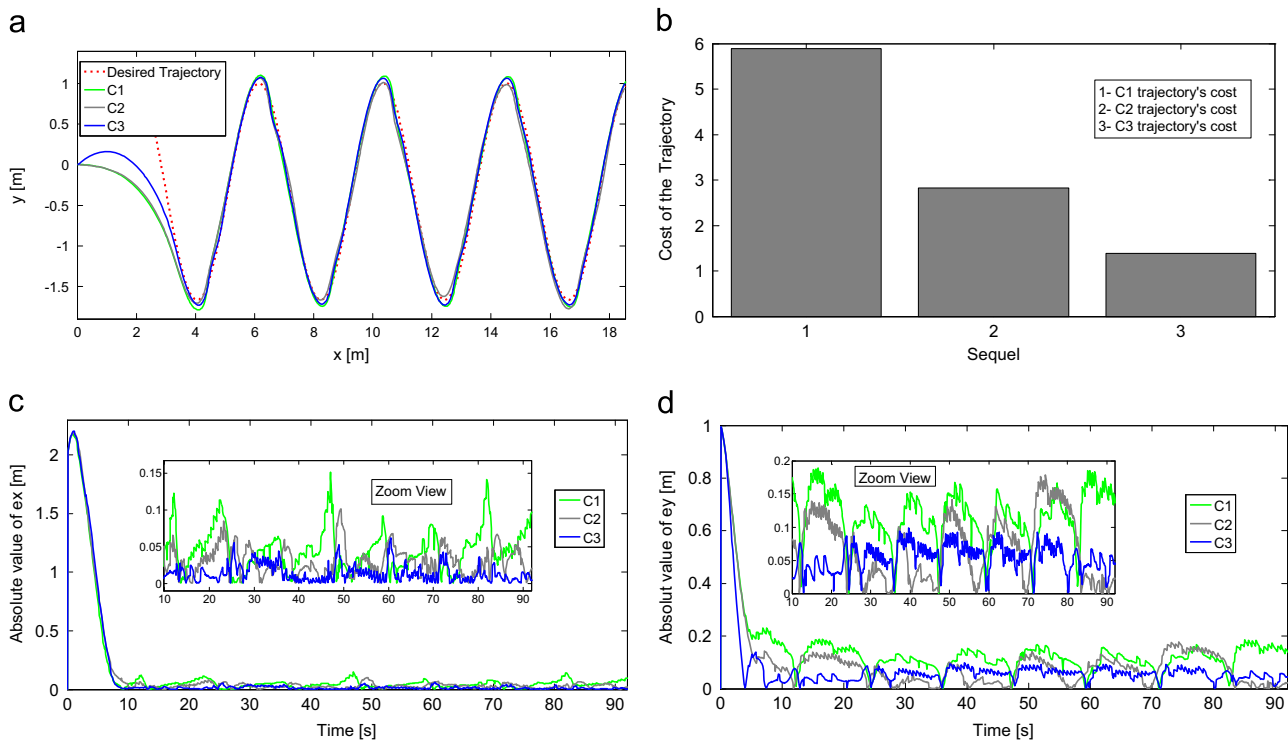 a
Desired Trajectory
C1
C2
C3
1
0.5
0
-0.5
-1
-1.5
y [m]
0 2 4 6 8 10 12 14 16 18
x [m]
b
6
5
4
3
2
1
0
Cost of the Trajectory
1- C1 trajectory's cost
2- C2 trajectory's cost
3- C3 trajectory's cost
1 2 3
Sequel
c
2
1.5
1
0.5
0
Absolute value of ex [m]
0.15
0.1
0.05
0
Zoom View
10 20 30 40 50 60 70 80 90
C1
C2
C3
0 10 20 30 40 50 60 70 80 90
Time [s]
d
1
0.8
0.6
0.4
0.2
0
Absolut value of ey [m]
0.2
0.15
0.1
0.05
0
Zoom View
10 20 30 40 50 60 70 80 90
C1
C2
C3
0 10 20 30 40 50 60 70 80 90
Time [s]